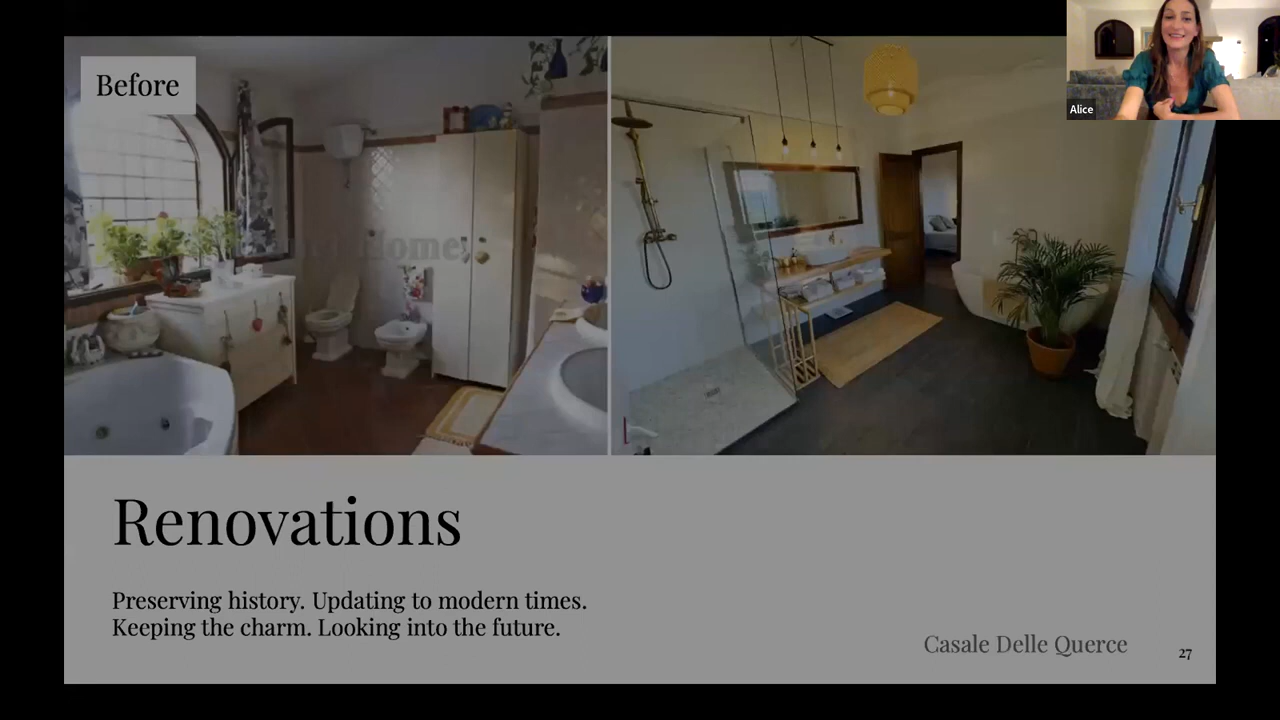 Before
Alice
Home
Renovations
Preserving history. Updating to modern times.
Keeping the charm. Looking into the future.
Casale Delle Querce
27